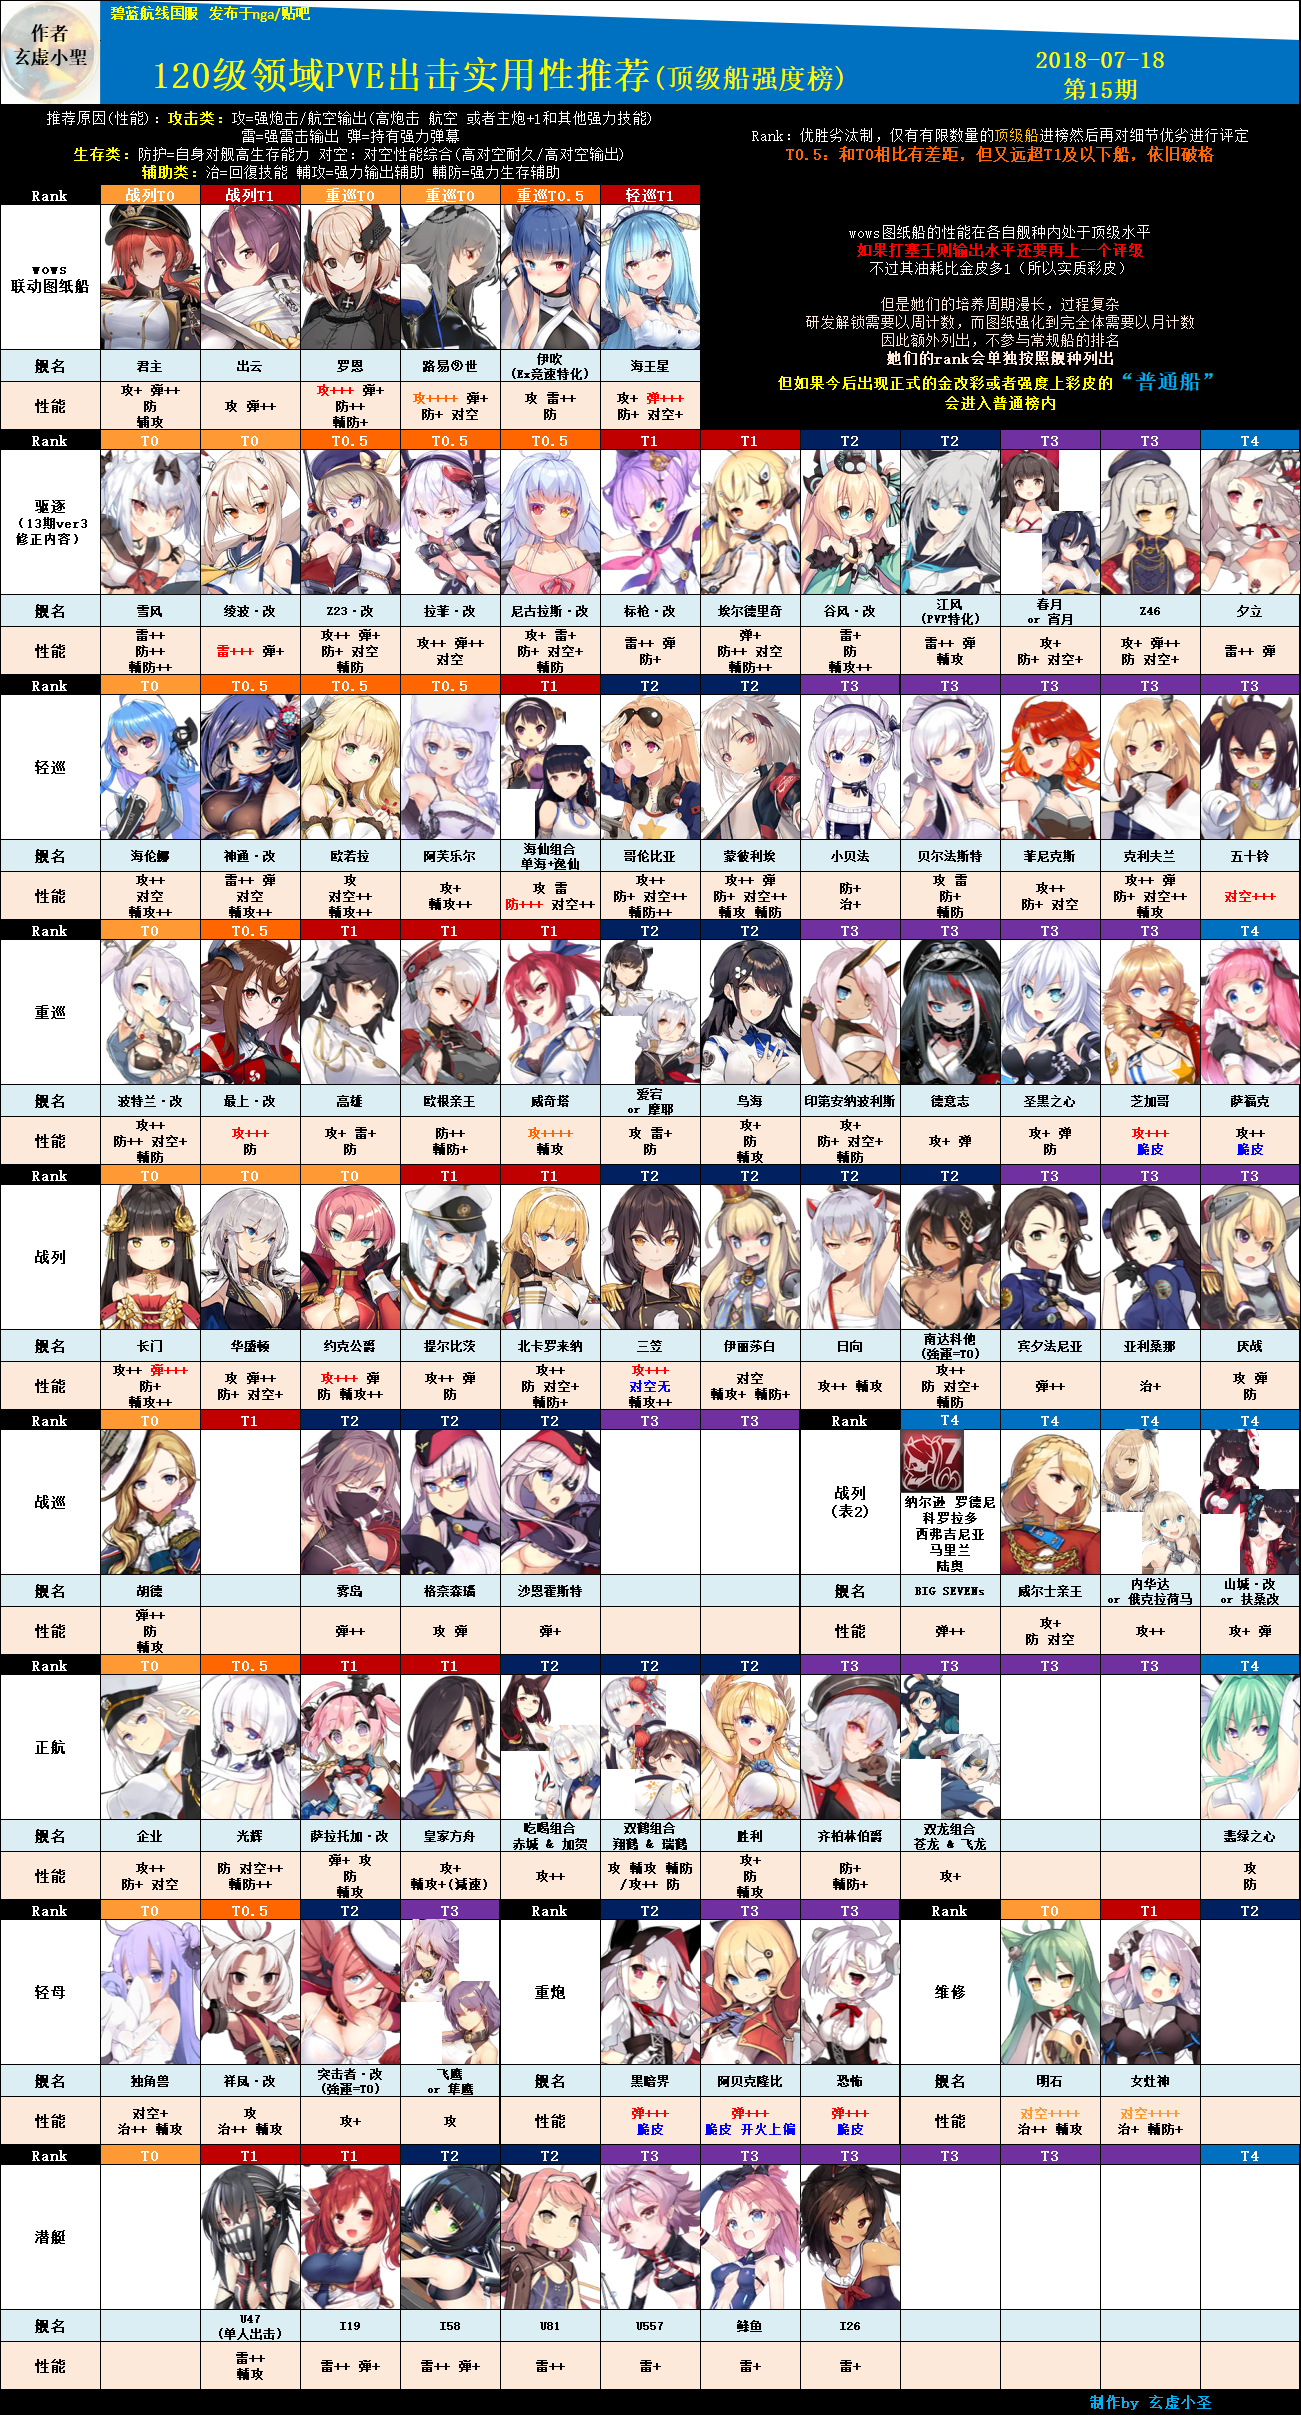 碧蓝航线国服 发布于nga/贴吧
作者
玄虚小聖
120级领域PVE出击实用性推荐(顶级船强度榜)
2018-07-18
第15期
推荐原因(性能)：攻击类：攻=强炮击/航空输出(高炮击 航空 或者主炮+1和其他强力技能)
雷=强雷击输出 弹=持有强力弹幕
生存类：防护=自身对舰高生存能力 对空：对空性能综合(高对空耐久/高对空输出)
辅助类：治=回復技能 輔攻=强力输出辅助 輔防=强力生存辅助
Rank：优胜劣汰制，仅有有限数量的顶级船进榜然后再对细节优劣进行评定
T0.5：和T0相比有差距，但又远超T1及以下船，依旧破格
Rank 战列T0 战列T1 重巡T0 重巡T0 重巡T0.5 轻巡T1
wows
联动图纸船
wows图纸船的性能在各自舰种内处于顶级水平
如果打塞壬则输出水平还要再上一个评级
不过其油耗比金皮多1（所以实质彩皮）
但是她们的培养周期漫长，过程复杂
研发解锁需要以周计数，而图纸强化到完全体需要以月计数
因此额外列出，不参与常规船的排名
她们的rank会单独按照舰种列出
但如果今后出现正式的金改彩或者强度上彩皮的“普通船”
会进入普通榜内
舰名 君主 出云 罗恩 路易⑨世 伊吹 海王星
(Ex竞速特化)
性能
攻+ 弹++
防
辅攻
攻 弹++
攻+++ 弹+
防++
輔防+
攻++++ 弹+
防+ 对空
攻 雷++
防
攻+ 弹+++
防+ 对空+
Rank T0 T0 T0.5 T0.5 T0.5 T1 T1 T2 T2 T3 T3 T4
驱逐
（13期ver3
修正内容）
舰名 雪风 绫波·改 Z23·改 拉菲·改 尼古拉斯·改 标枪·改 埃尔德里奇 谷风·改 江风 春月 Z46 夕立
(PVP特化) or 宵月
性能
雷++
防++
輔防++
雷+++ 弹+
攻++ 弹+
防+ 对空
輔防
攻++ 弹++
对空
攻+ 雷+
防+ 对空+
輔防
雷++ 弹
防+
弹+
防++ 对空
輔防++
雷+
防
輔攻++
雷++ 弹
輔攻
攻+
防+ 对空+
攻+ 弹++
防 对空+
雷++ 弹
Rank T0 T0.5 T0.5 T0.5 T1 T2 T2 T3 T3 T3 T3 T3
轻巡
舰名 海伦娜 神通·改 欧若拉 阿芙乐尔 海仙组合 哥伦比亚 蒙彼利埃 小贝法 贝尔法斯特 菲尼克斯 克利夫兰 五十铃
单海+逸仙
性能
攻++
对空
輔攻++
雷++ 弹
对空
輔攻++
攻
对空++
輔攻++
攻+
輔攻++
攻 雷
防+++ 对空++
攻++
防+ 对空++
輔防++
攻++ 弹
防+ 对空++
輔攻 輔防
防+
治+
攻 雷
防+
輔防
攻++
防+ 对空
攻++ 弹
防+ 对空++
輔攻
对空+++
Rank T0 T0.5 T1 T1 T1 T2 T2 T3 T3 T3 T3 T4
重巡
舰名 波特兰·改 最上·改 高雄 欧根亲王 威奇塔 爱宕 鸟海 印第安纳波利斯 德意志 圣黑之心 芝加哥 萨福克
or 摩耶
性能
攻++
防++ 对空+
輔防
攻+++
防
攻+ 雷+
防
防++
輔防+
攻++++
輔攻
攻 雷+
防
攻+
防
輔攻
攻+
防+ 对空+
輔防
攻+ 弹
攻+ 弹
防
攻+++
脆皮
攻++
脆皮
Rank T0 T0 T0 T1 T1 T2 T2 T2 T2 T3 T3 T3
战列
舰名 长门 华盛顿 约克公爵 提尔比茨 北卡罗来纳 三笠 伊丽莎白 日向 南达科他 宾夕法尼亚 亚利桑那 厌战
(強運=T0)
性能
攻++ 弹+++
防+
輔攻++
攻 弹++
防+ 对空+
攻+++ 弹
防 輔攻++
攻++ 弹
防
攻++
防 对空+
輔防+
攻+++
对空无
輔攻++
对空
輔攻+ 輔防+
攻++ 輔攻
攻++
防 对空+
輔防
弹++
治+
攻 弹
防
Rank T0 T1 T2 T2 T2 T3 T3 Rank T4 T4 T4 T4
战巡
战列
(表2)
7
纳尔逊 罗德尼
科罗拉多
西弗吉尼亚
马里兰
陆奥
舰名 胡德 雾岛 格奈森瑙 沙恩霍斯特 舰名 BIG SEVENs 威尔士亲王 内华达 山城·改
or 俄克拉荷马 or 扶桑改
性能
弹++
防
輔攻
弹++
攻 弹
弹+
性能
弹++
攻+
防 对空
攻++
攻+ 弹
Rank T0 T0.5 T1 T1 T2 T2 T2 T3 T3 T3 T3 T4
正航
舰名 企业 光辉 萨拉托加·改 皇家方舟 吃喝组合 双鹤组合 胜利 齐柏林伯爵 双龙组合 翡绿之心
赤城 & 加贺 翔鹤 & 瑞鹤 苍龙 & 飞龙
性能
攻++
防+ 对空
防 对空++
輔防++
弹+ 攻
防
輔攻
攻+
輔攻+(减速)
攻++
攻 輔攻 輔防
/攻++ 防
攻+
防
輔攻
防+
輔防+
攻+
攻
防
Rank T0 T0.5 T2 T3 Rank T2 T3 T3 Rank T0 T1 T2
轻母 重炮 维修
舰名 独角兽 祥凤·改 突击者·改 飞鹰 舰名 黑暗界 阿贝克隆比 恐怖 舰名 明石 女灶神
(強運=T0) or 隼鹰
性能
对空+
治++ 輔攻
攻
治++ 輔攻
攻+
攻
性能
弹+++
脆皮
弹+++
脆皮 开火上偏
弹+++
脆皮
性能
对空++++
治++ 輔攻
对空++++
治+ 輔防+
Rank T0 T1 T1 T2 T2 T3 T3 T3 T3 T3 T4
潜艇
舰名 U47 I19 I58 U81 U557 鲦鱼 I26
(单人出击)
性能
雷++
輔攻
雷++ 弹+
雷++ 弹+
雷++
雷+
雷+
雷+
制作by 玄虚小圣